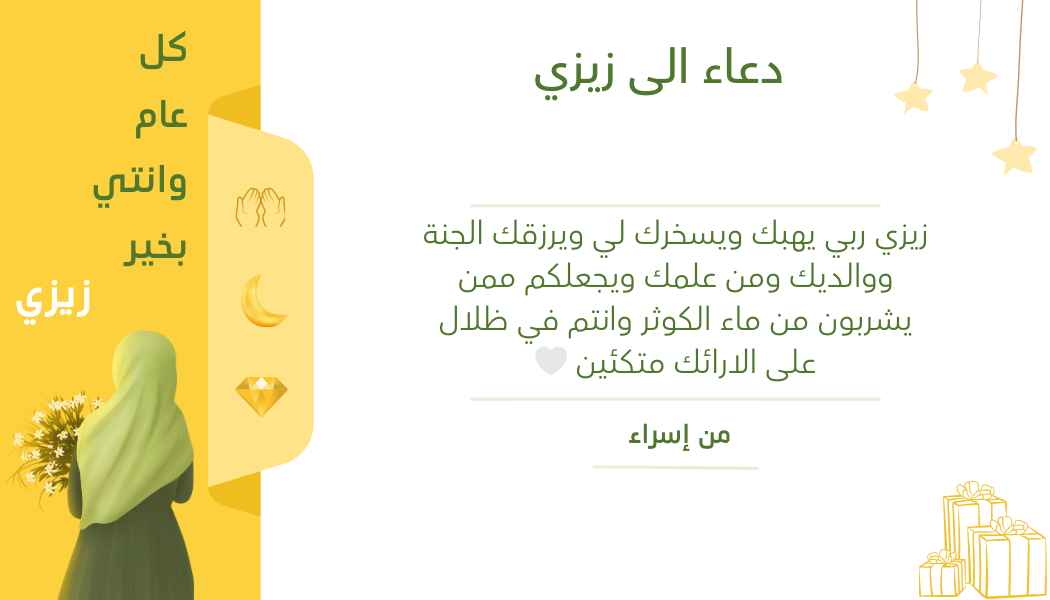 كل
عام
وانتي
بخير
زيزي
دعاء الى زيزي
زيزي ربي يهبك ويسخرك لي ويرزقك الجنة
ووالديك ومن علمك ويجعلكم ممن
يشربون من ماء الكوثر وانتم في ظلال
على الارائك متكئين 🤍
من إسراء